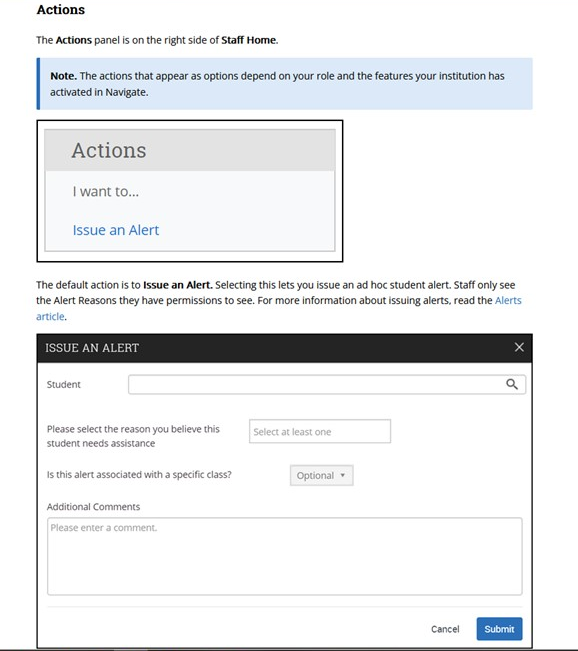 Actions
The Actions panel is on the right side of Staff Home.
Note. The actions that appear as options depend on your role and the features your institution has
activated in Navigate.
Actions
I want to...
Issue an Alert
The default action is to Issue an Alert. Selecting this lets you issue an ad hoc student alert. Staff only see
the Alert Reasons they have permissions to see. For more information about issuing alerts, read the Alerts
article.
ISSUE AN ALERT
Student
Please select the reason you believe this
student needs assistance
Select at least one
Is this alert associated with a specific class?
Optional
Additional Comments
Please enter a comment.
Cancel
Submit